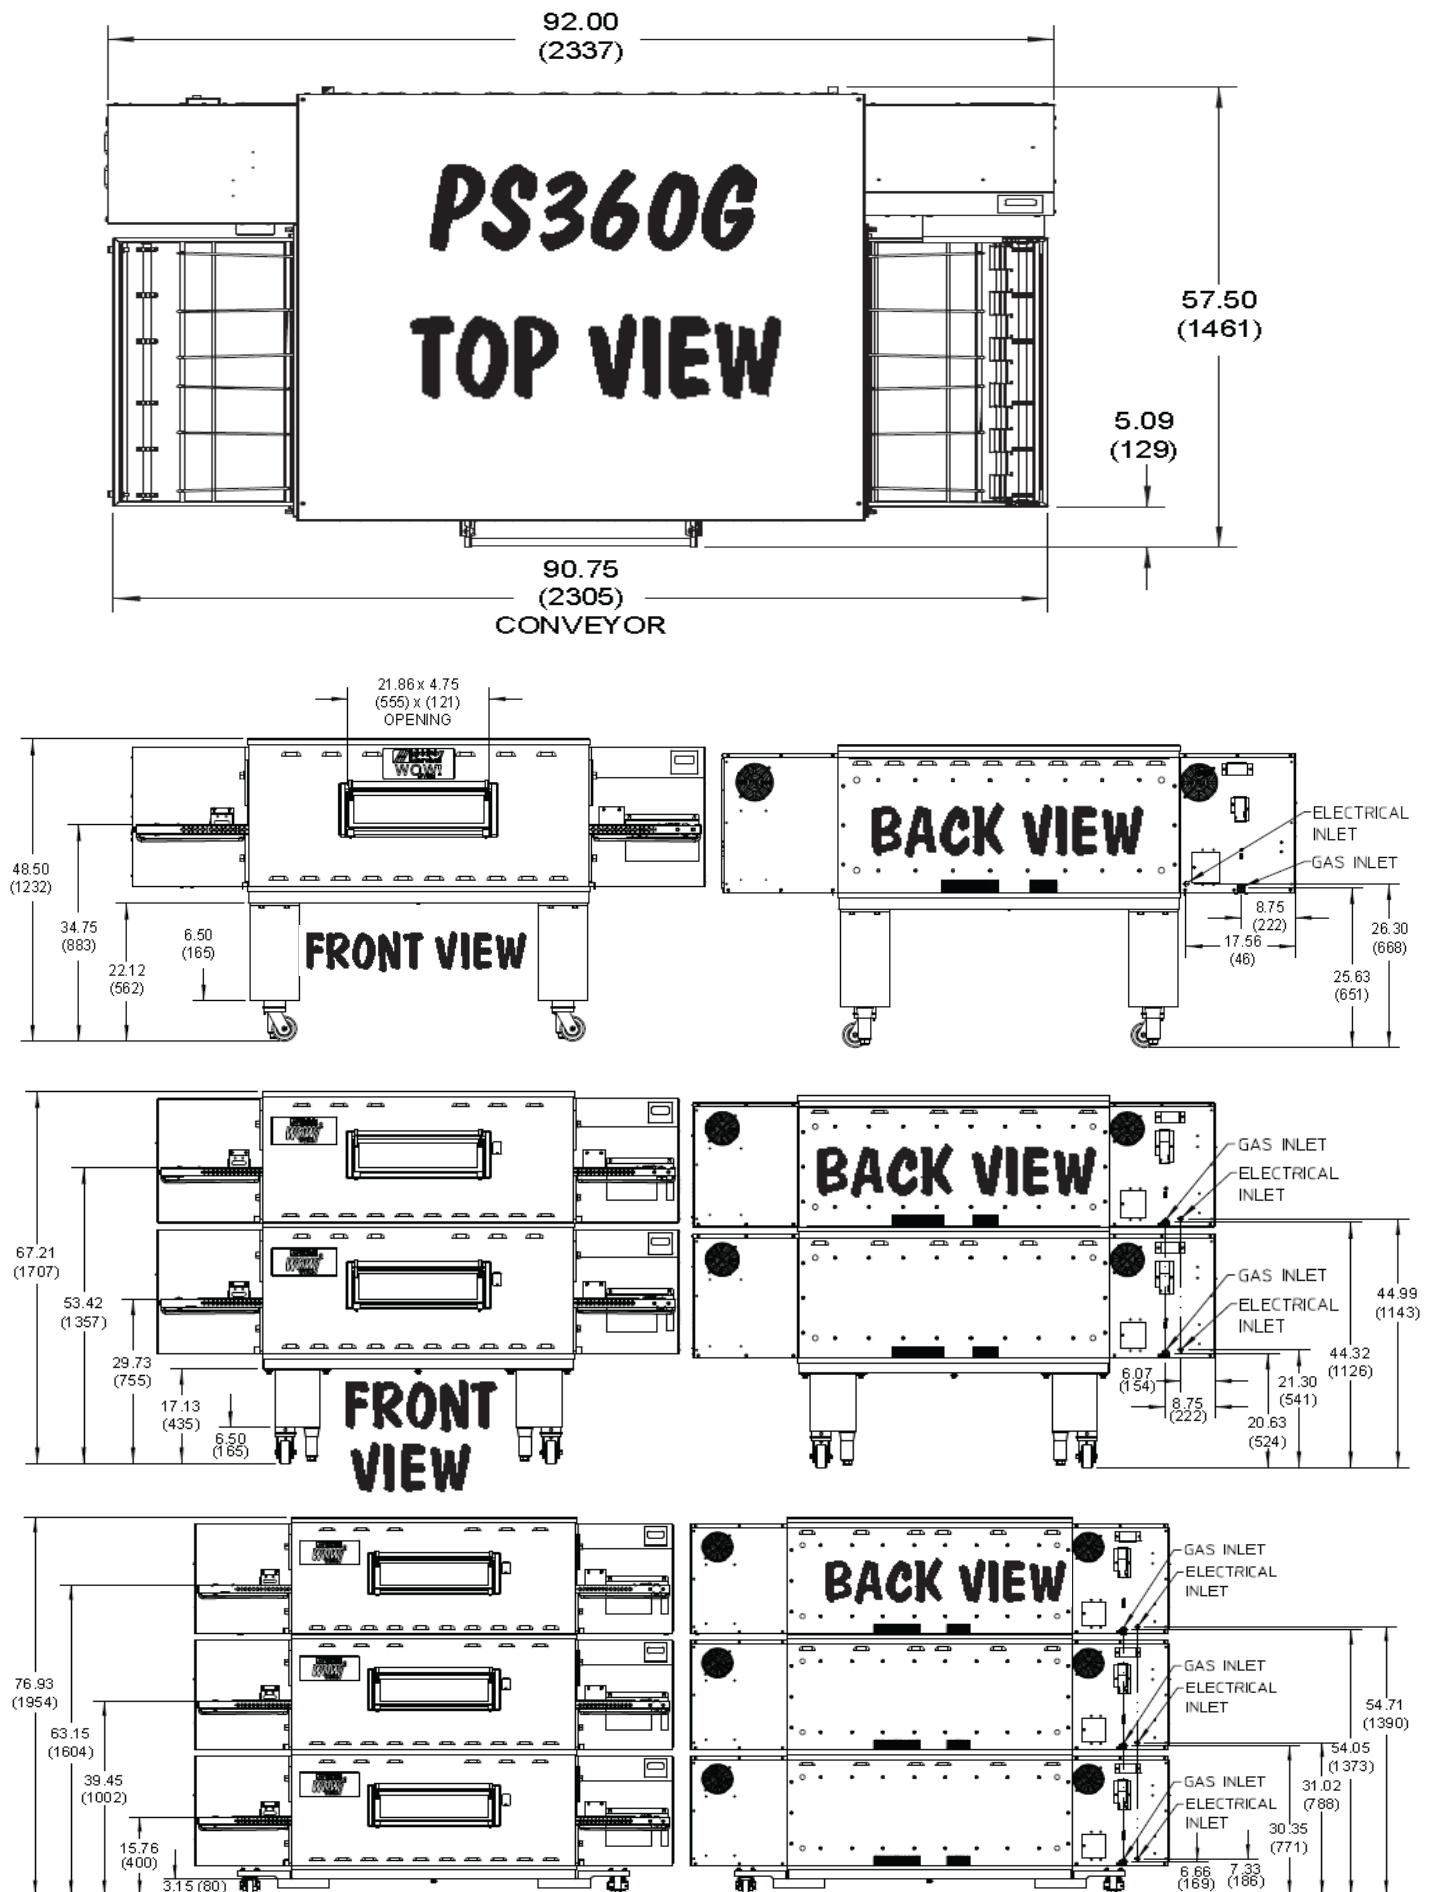 92.00
(2337)
PS360G
TOP VIEW
57.50
(1461)
5.09
(129)
90.75
(2305)
CONVEYOR
21.86 x 4.75
(555) x (121)
OPENING
WOW!
48.50
(1232)
34.75
(883)
22.12
(562)
6.50
(165)
FRONT VIEW
BACK VIEW
ELECTRICAL
INLET
GAS INLET
8.75
(222)
17.56
(46)
26.30
(668)
25.63
(651)
67.21
(1707)
53.42
(1357)
29.73
(755)
17.13
(435)
6.50
(165)
FRONT
VIEW
BACK VIEW
GAS INLET
ELECTRICAL
INLET
GAS INLET
ELECTRICAL
INLET
6.07
(154)
8.75
(222)
21.30
(541)
20.63
(524)
44.32
(1126)
44.99
(1143)
76.93
(1954)
63.15
(1604)
39.45
(1002)
15.76
(400)
3.15 (80)
BACK VIEW
GAS INLET
ELECTRICAL
INLET
GAS INLET
ELECTRICAL
INLET
GAS INLET
ELECTRICAL
INLET
54.71
(1390)
54.05
(1373)
31.02
(788)
30.35
(771)
6.66
(169)
7.33
(186)